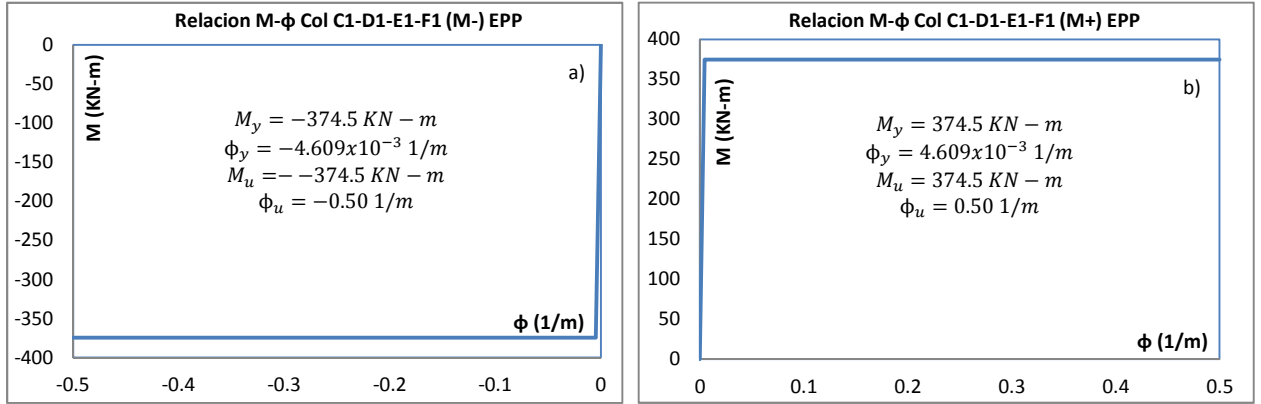 Relacion M-ϕ Col C1-D1-E1-F1 (M-) EPP
0
-50
-100
-150
-200
-250
-300
-350
-400
M (KN-m)
a)
M_y = −374.5 KN − m
ϕ_y = −4.609x10^−3 1/m
M_u = − −374.5 KN − m
ϕ_u = −0.50 1/m
ϕ (1/m)
-0.5 -0.4 -0.3 -0.2 -0.1 0
Relacion M-ϕ Col C1-D1-E1-F1 (M+) EPP
400
350
300
250
200
150
100
50
0
M (KN-m)
b)
M_y = 374.5 KN − m
ϕ_y = 4.609x10^−3 1/m
M_u = 374.5 KN − m
ϕ_u = 0.50 1/m
ϕ (1/m)
0 0.1 0.2 0.3 0.4 0.5